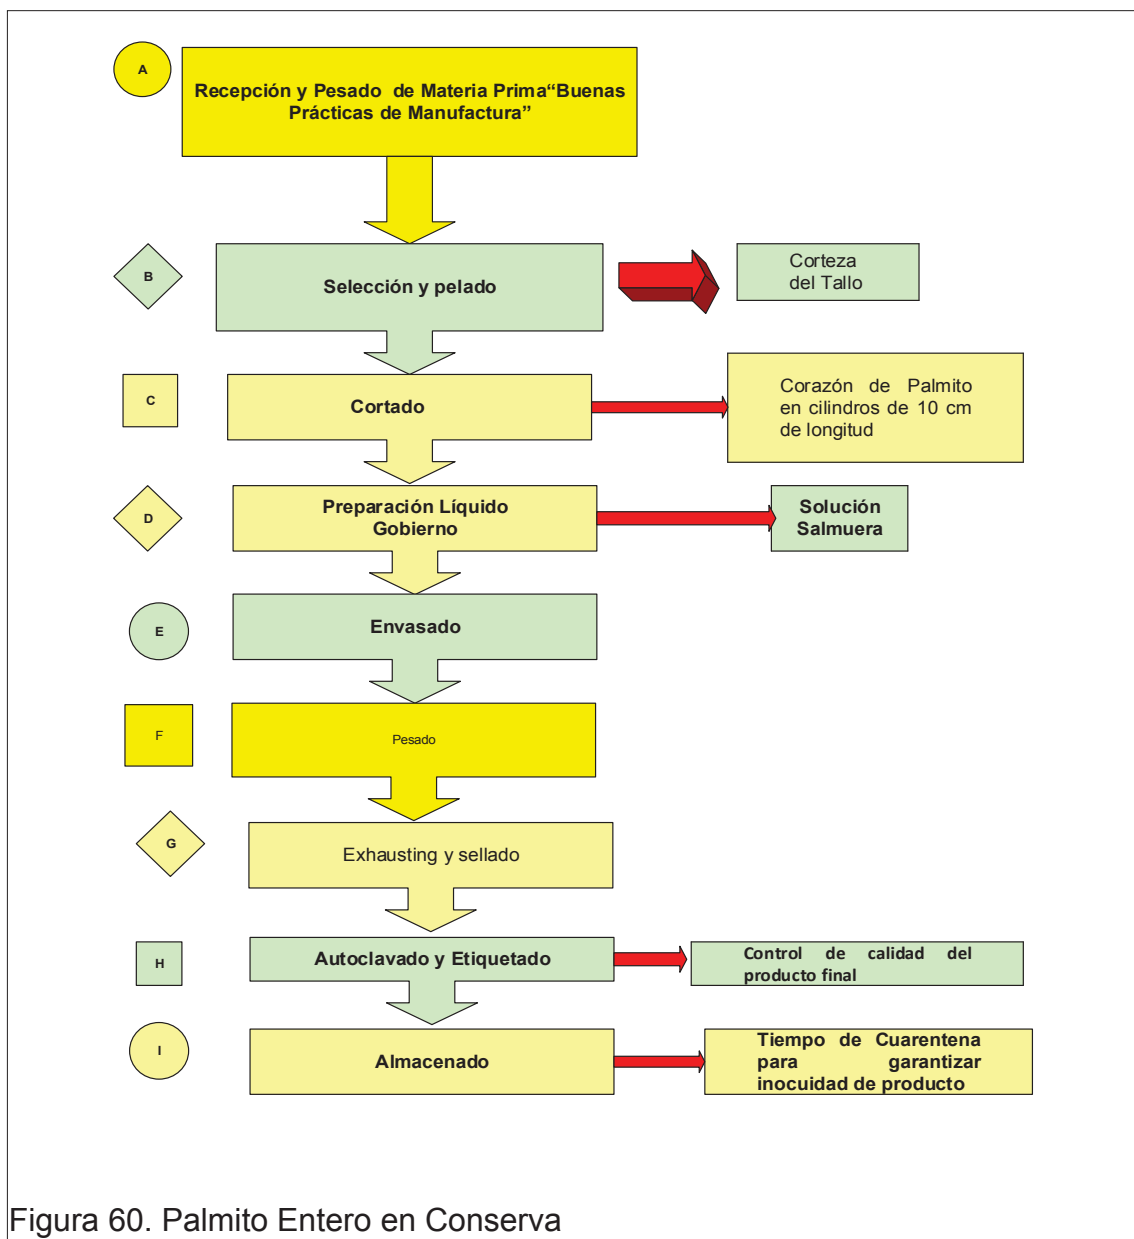 A
Recepción y Pesado de Materia Prima“Buenas
Prácticas de Manufactura”
B
Selección y pelado
Corteza
del Tallo
C
Cortado
Corazón de Palmito
en cilindros de 10 cm
de longitud
D
Preparación Líquido
Gobierno
Solución
Salmuera
E
Envasado
F
Pesado
G
Exhausting y sellado
H
Autoclavado y Etiquetado
Control de calidad del
producto final
I
Almacenado
Tiempo de Cuarentena
para garantizar
inocuidad de producto
Figura 60. Palmito Entero en Conserva